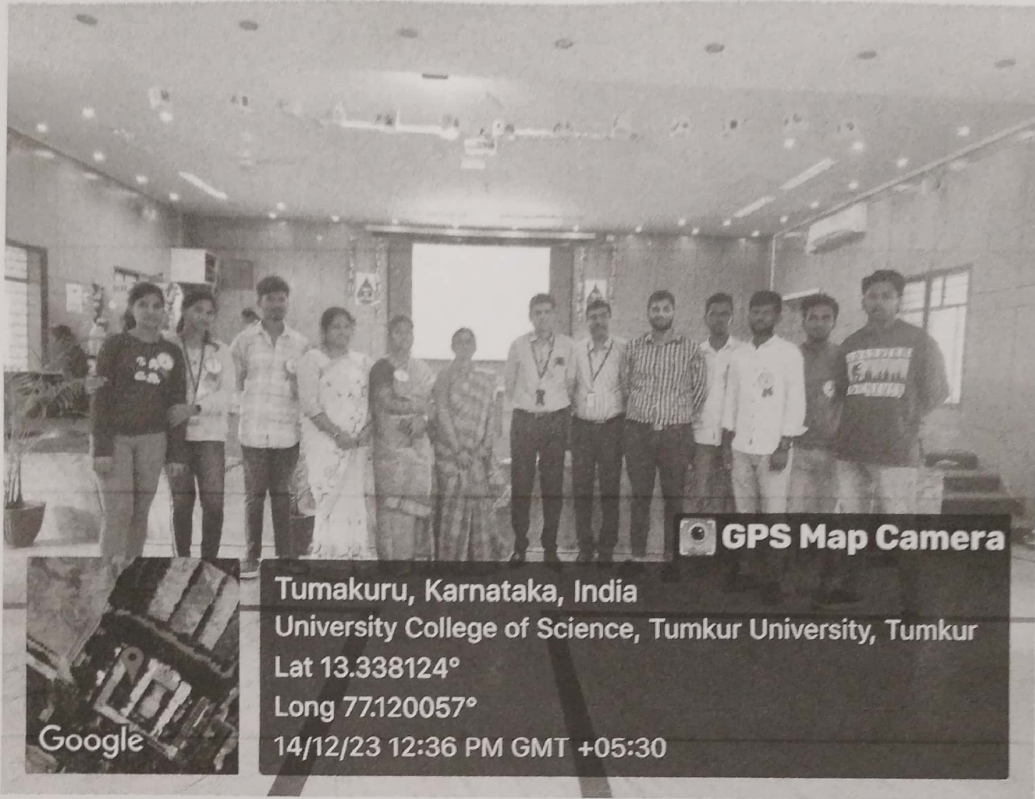 GPS Map Camera
Tumakuru, Karnataka, India
University College of Science, Tumkur University, Tumkur
Lat 13.338124°
Long 77.120057°
14/12/23 12:36 PM GMT +05:30
Google